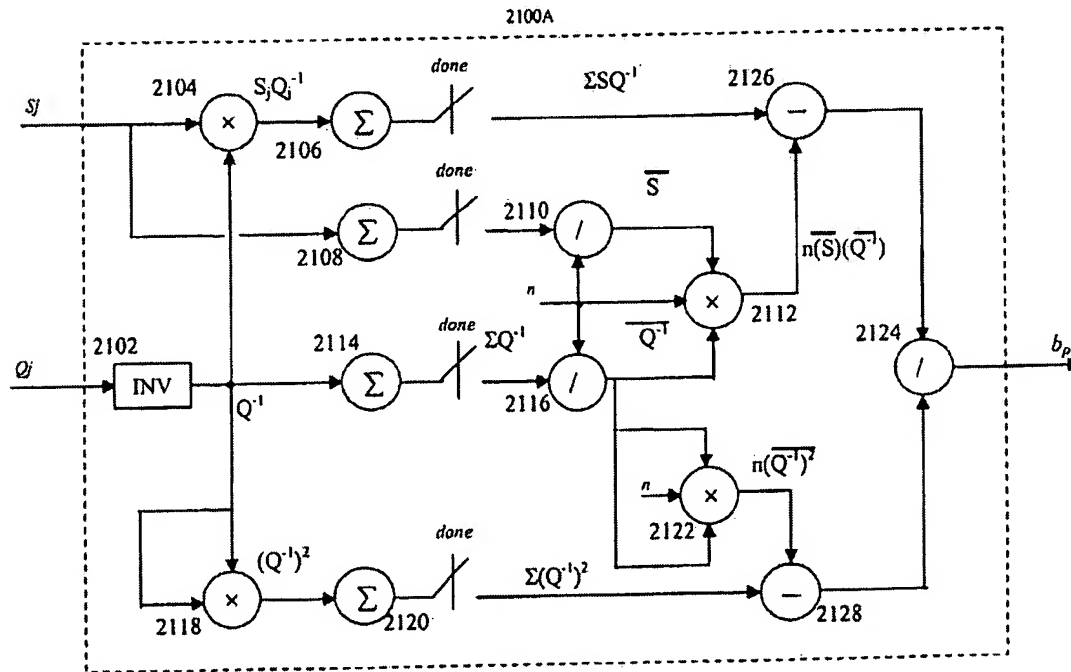 2100A
done
2104
SⱼQⱼ⁻¹
ΣSQ⁻¹
2126
Sj
×
Σ
−
2106
done
S̅
2110
Σ
/
2108
n(S̅)(Q̅⁻̅¹̅)
n
×
done
Q̅⁻̅¹̅
2112
2124
2102
2114
ΣQ⁻¹
bₚ
Qj
INV
Σ
/
/
Q⁻¹
2116
n(Q̅⁻̅¹̅)²
n
×
done
2122
(Q⁻¹)²
Σ(Q⁻¹)²
×
Σ
−
2118
2120
2128